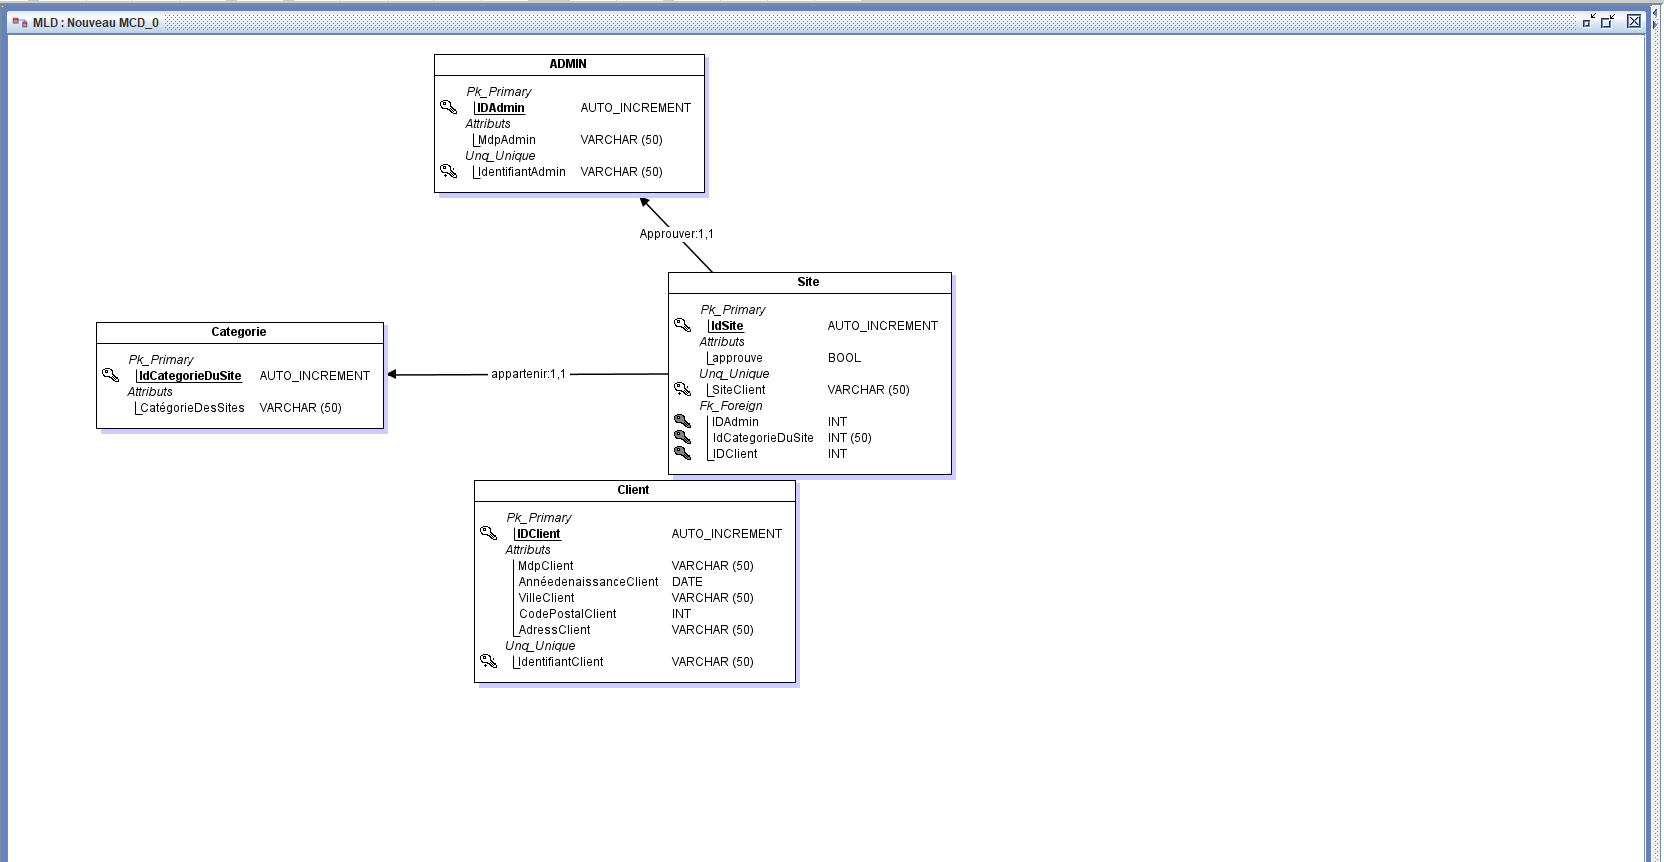 MLD : Nouveau MCD_0
ADMIN
Pk_Primary
IDAdmin AUTO_INCREMENT
Attributs
MdpAdmin VARCHAR (50)
Unq_Unique
IdentifiantAdmin VARCHAR (50)
Approuver:1,1
Site
Pk_Primary
IdSite AUTO_INCREMENT
Attributs
approuve BOOL
Unq_Unique
SiteClient VARCHAR (50)
Fk_Foreign
IDAdmin INT
IdCategorieDuSite INT (50)
IDClient INT
Categorie
Pk_Primary
IdCategorieDuSite AUTO_INCREMENT
Attributs
CatégorieDesSites VARCHAR (50)
appartenir:1,1
Client
Pk_Primary
IDClient AUTO_INCREMENT
Attributs
MdpClient VARCHAR (50)
AnnéedenaissanceClient DATE
VilleClient VARCHAR (50)
CodePostalClient INT
AdressClient VARCHAR (50)
Unq_Unique
IdentifiantClient VARCHAR (50)